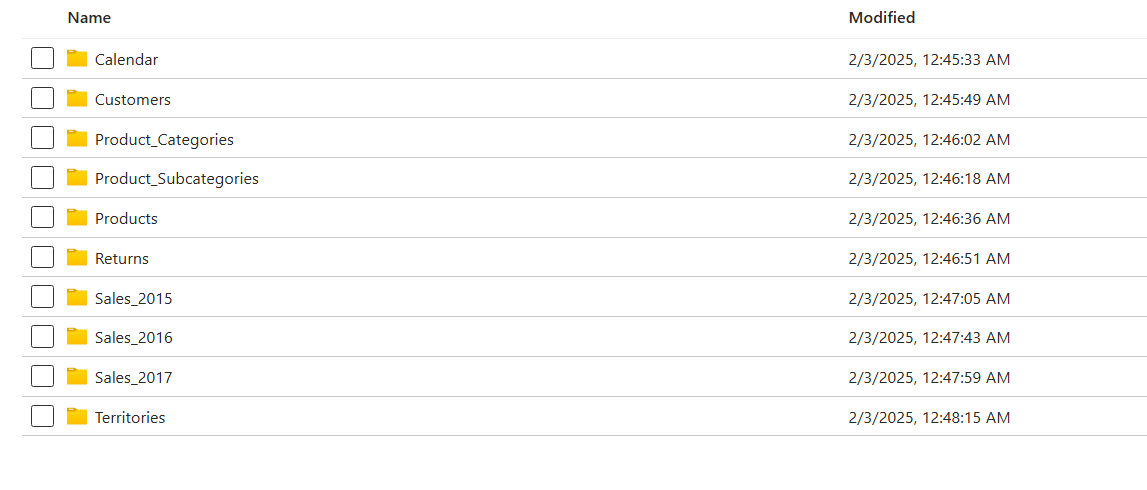 Name Modified
Calendar 2/3/2025, 12:45:33 AM
Customers 2/3/2025, 12:45:49 AM
Product_Categories 2/3/2025, 12:46:02 AM
Product_Subcategories 2/3/2025, 12:46:18 AM
Products 2/3/2025, 12:46:36 AM
Returns 2/3/2025, 12:46:51 AM
Sales_2015 2/3/2025, 12:47:05 AM
Sales_2016 2/3/2025, 12:47:43 AM
Sales_2017 2/3/2025, 12:47:59 AM
Territories 2/3/2025, 12:48:15 AM